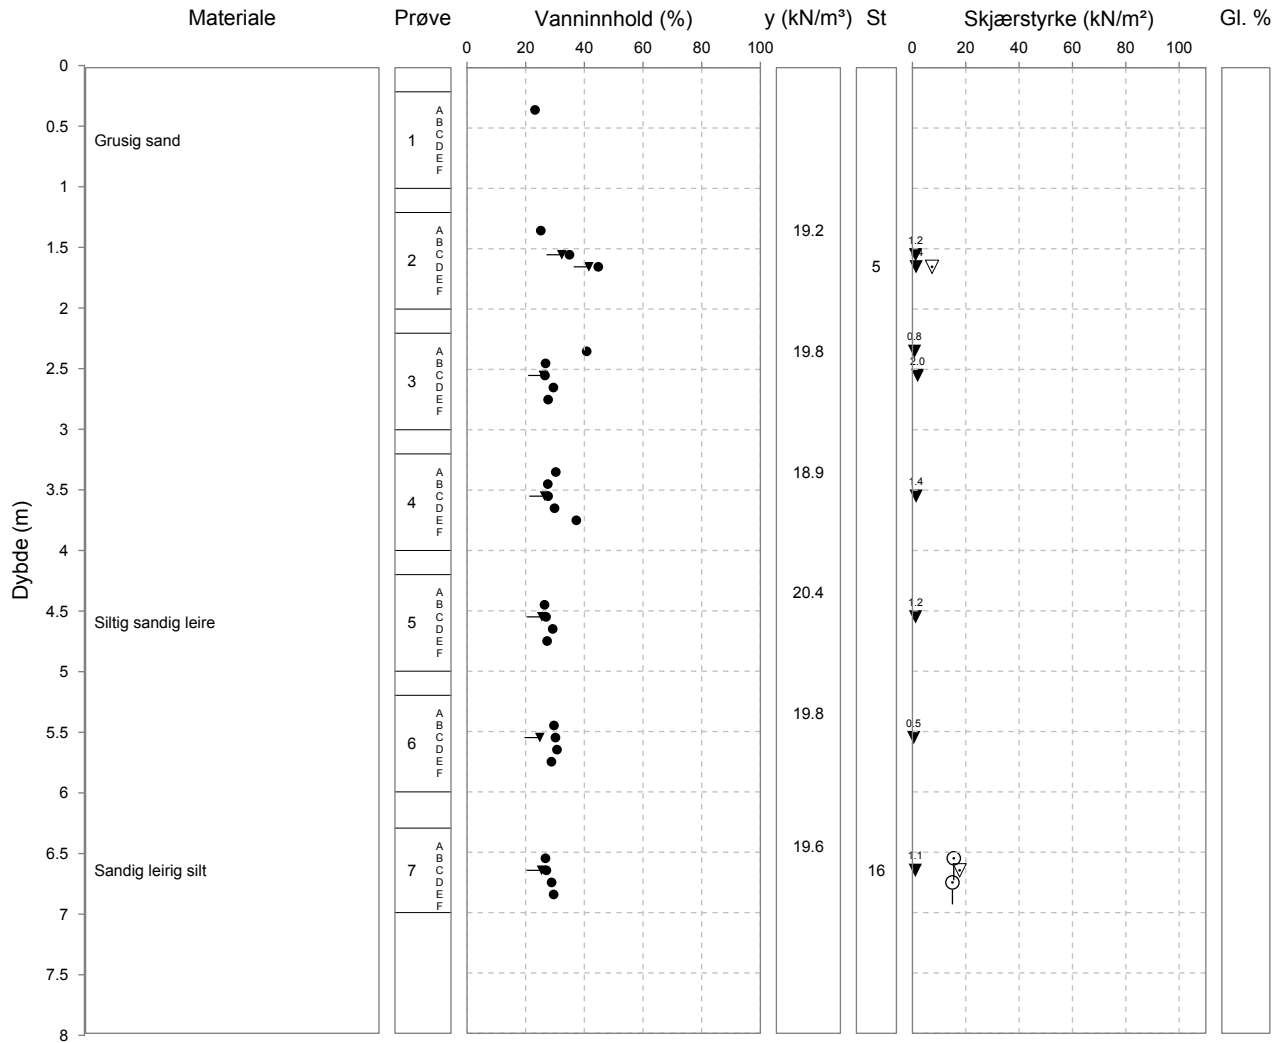 Materiale Prøve Vanninnhold (%) y (kN/m³) St Skjærstyrke (kN/m²) Gl. %
0 20 40 60 80 100 0 20 40 60 80 100
0
A
B
0.5 C
Grusig sand 1 D
E
F
1
A 19.2
B 1.2
1.5 C
2 D 5
E
F
2
A 19.8 0.8
B
2.5 C 2.0
3 D
E
F
3
A 18.9
B 1.4
3.5 C
4 D
E
F
4
A 20.4
B 1.2
4.5 C
Siltig sandig leire 5 D
E
F
5
A 19.8
B 0.5
5.5 C
6 D
E
F
6
A 19.6
6.5 B 1.1
Sandig leirig silt 7 C 16
D
E
F
7
7.5
8
Dybde (m)